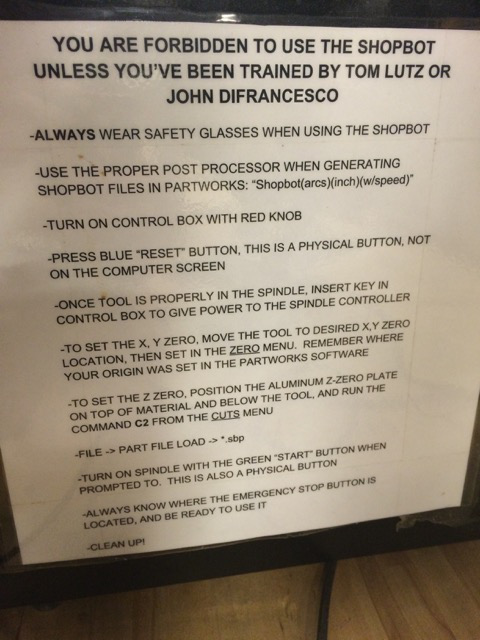 YOU ARE FORBIDDEN TO USE THE SHOPBOT
UNLESS YOU'VE BEEN TRAINED BY TOM LUTZ OR
JOHN DIFRANCESCO
-ALWAYS WEAR SAFETY GLASSES WHEN USING THE SHOPBOT
-USE THE PROPER POST PROCESSOR WHEN GENERATING
SHOPBOT FILES IN PARTWORKS: "Shopbot(arcs)(inch)(w/speed)"
-TURN ON CONTROL BOX WITH RED KNOB
-PRESS BLUE "RESET" BUTTON, THIS IS A PHYSICAL BUTTON, NOT
ON THE COMPUTER SCREEN
-ONCE TOOL IS PROPERLY IN THE SPINDLE, INSERT KEY IN
CONTROL BOX TO GIVE POWER TO THE SPINDLE CONTROLLER
-TO SET THE X, Y ZERO, MOVE THE TOOL TO DESIRED X,Y ZERO
LOCATION, THEN SET IN THE ZERO MENU. REMEMBER WHERE
YOUR ORIGIN WAS SET IN THE PARTWORKS SOFTWARE
-TO SET THE Z ZERO, POSITION THE ALUMINUM Z-ZERO PLATE
ON TOP OF MATERIAL AND BELOW THE TOOL, AND RUN THE
COMMAND C2 FROM THE CUTS MENU
-FILE -> PART FILE LOAD -> *.sbp
-TURN ON SPINDLE WITH THE GREEN "START" BUTTON WHEN
PROMPTED TO. THIS IS ALSO A PHYSICAL BUTTON
-ALWAYS KNOW WHERE THE EMERGENCY STOP BUTTON IS
LOCATED, AND BE READY TO USE IT
-CLEAN UP!